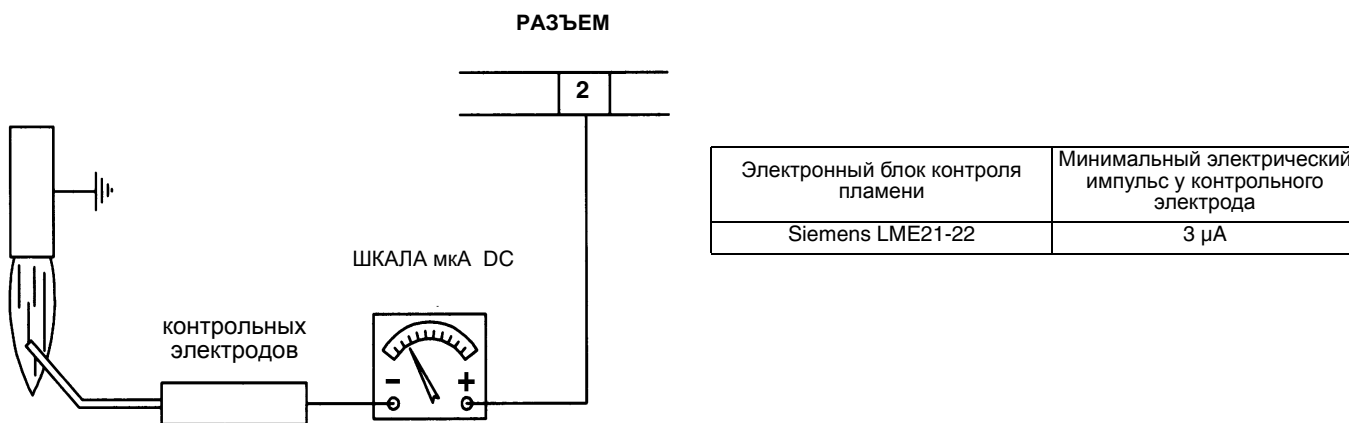 РАЗЪЕМ
2
ШКАЛА мкА DC
контрольных
электродов
- +
Электронный блок контроля
пламени
Минимальный электрический
импульс у контрольного
электрода
Siemens LME21-22
3 µA